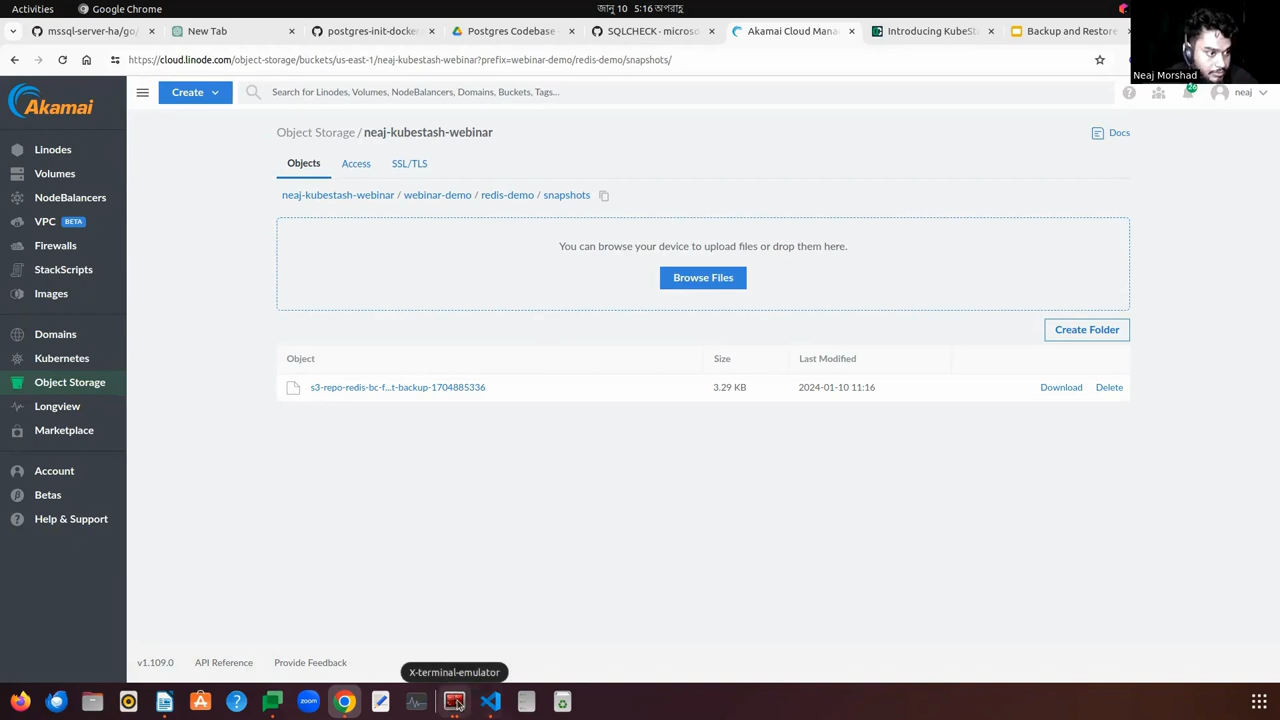 Activities
Google Chrome
জানু 10 5:16 অপরাহ্ণ
mssql-server-ha/go/
New Tab
postgres-init-docke
Postgres Codebase -
SQLCHECK - microso
Akamai Cloud Mana
Introducing KubeSt
Backup and Restore
https://cloud.linode.com/object-storage/buckets/us-east-1/neaj-kubestash-webinar?prefix=webinar-demo/redis-demo/snapshots/
Neaj Morshad
Akamai
Create
Search for Linodes, Volumes, NodeBalancers, Domains, Buckets, Tags...
26
neaj
Linodes
Volumes
NodeBalancers
VPC BETA
Firewalls
StackScripts
Images
Domains
Kubernetes
Object Storage
Longview
Marketplace
Account
Betas
Help & Support
Object Storage / neaj-kubestash-webinar
Docs
Objects
Access
SSL/TLS
neaj-kubestash-webinar / webinar-demo / redis-demo / snapshots
You can browse your device to upload files or drop them here.
Browse Files
Create Folder
Object
Size
Last Modified
s3-repo-redis-bc-f...t-backup-1704885336
3.29 KB
2024-01-10 11:16
Download
Delete
v1.109.0
API Reference
Provide Feedback
X-terminal-emulator
zoom